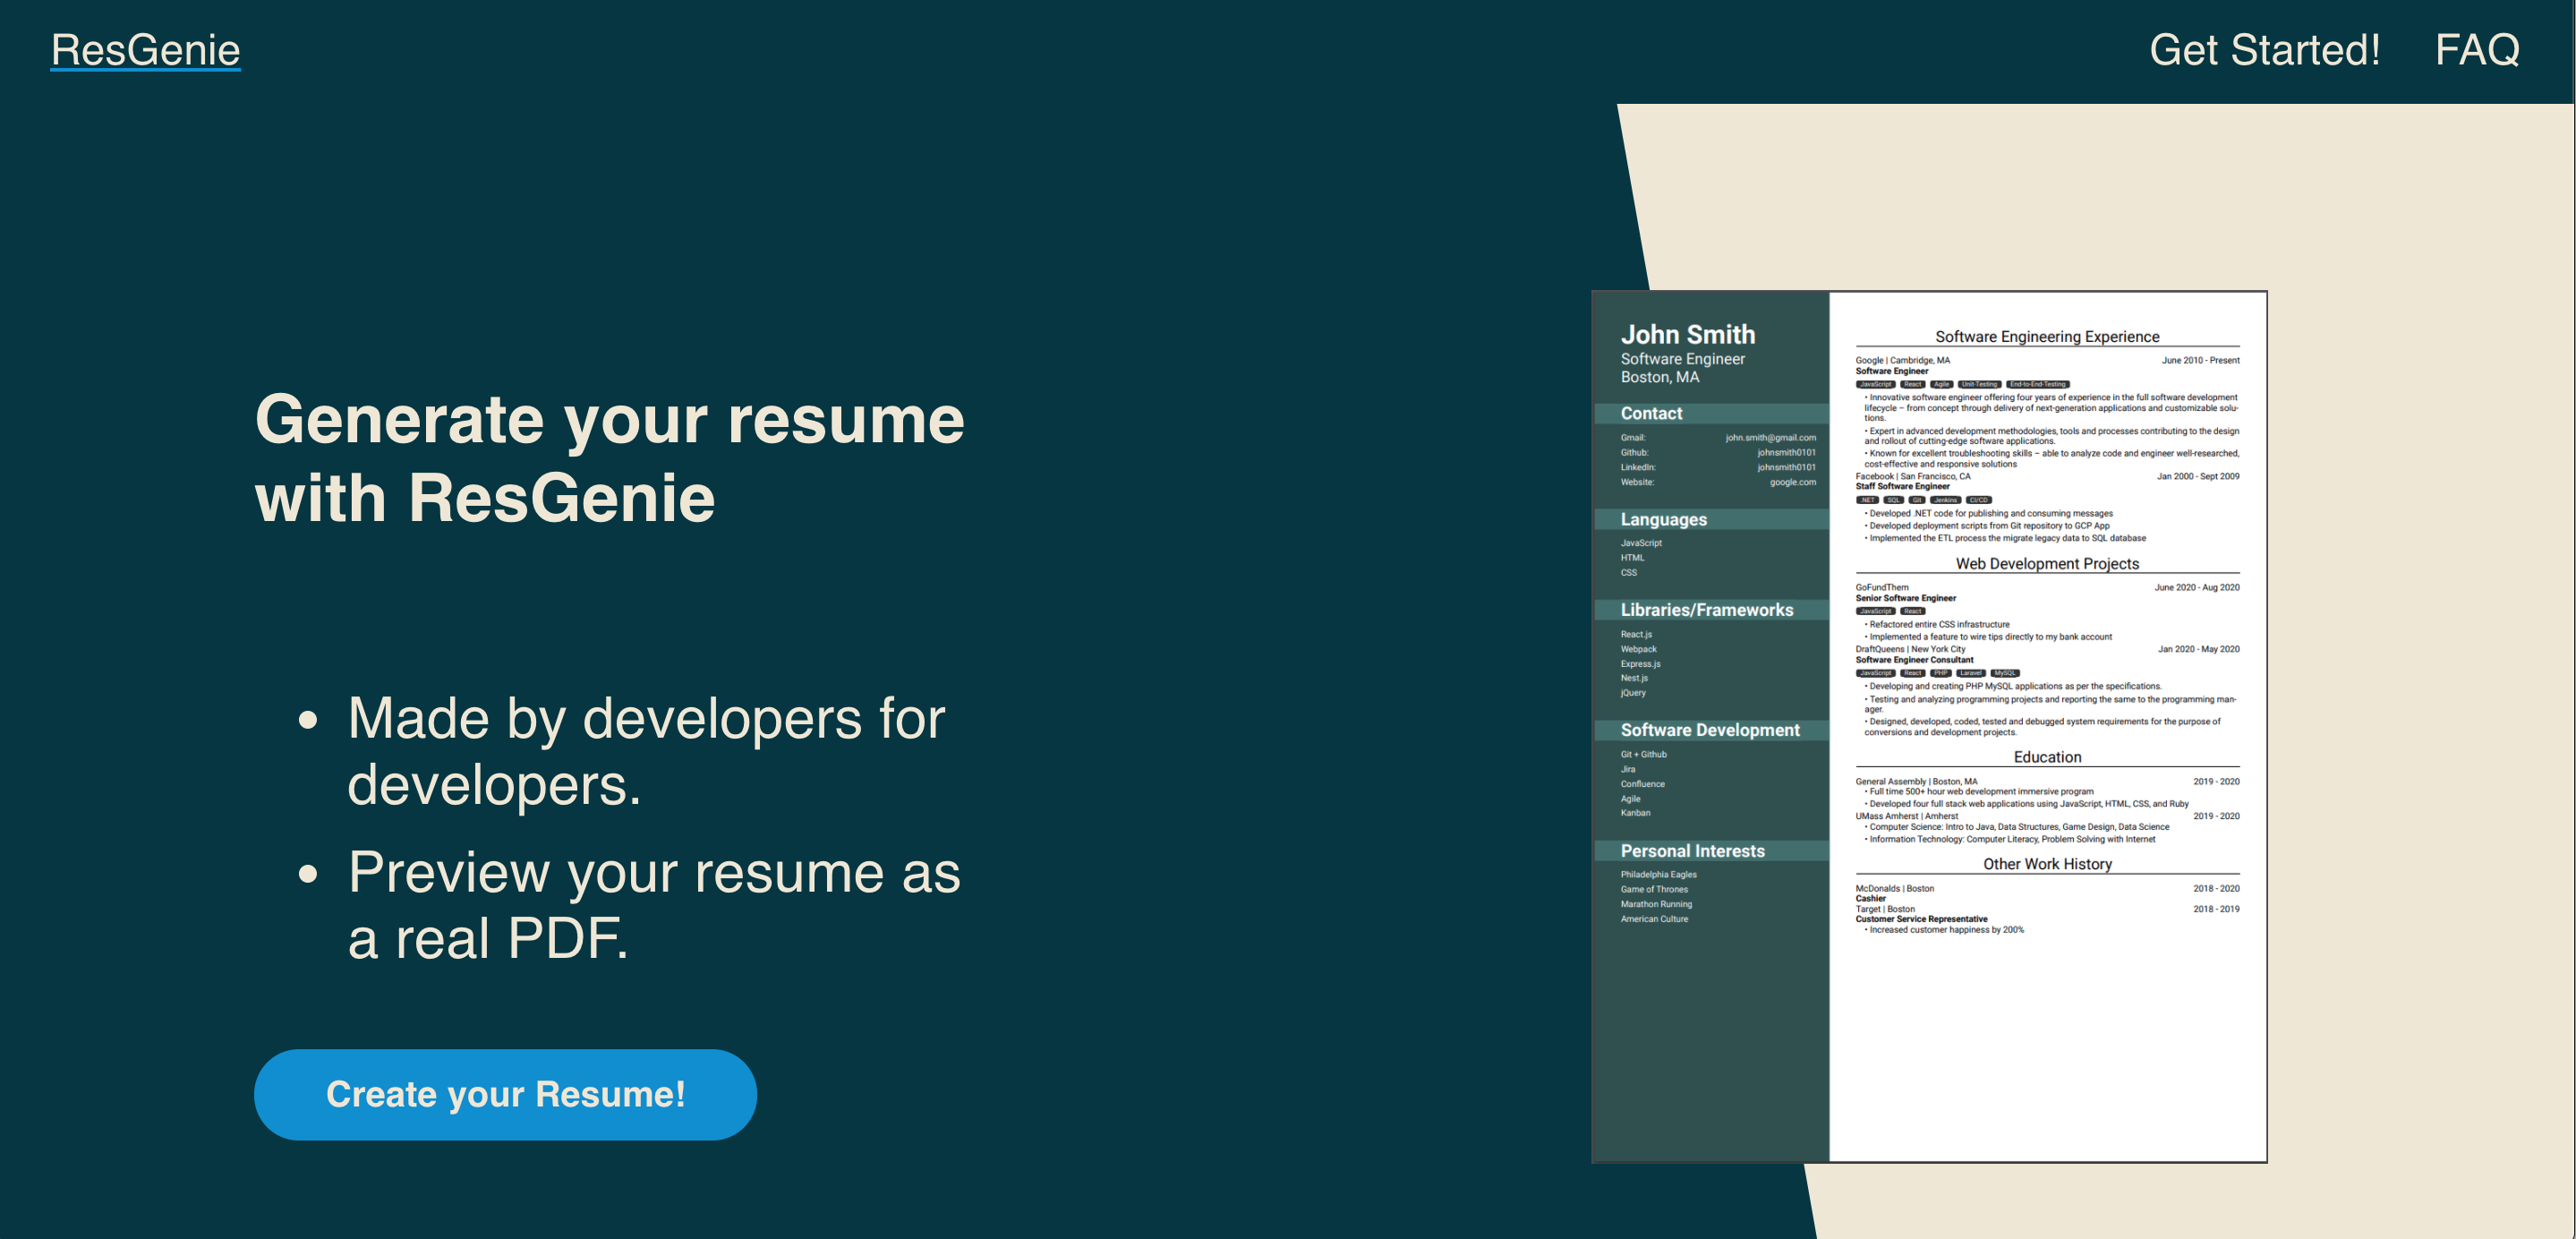 ResGenie
Get Started!
FAQ
Generate your resume
with ResGenie
• Made by developers for
developers.
• Preview your resume as
a real PDF.
Create your Resume!
John Smith
Software Engineer
Boston, MA
Contact
Gmail: john.smith@gmail.com
Github: johnsmith0101
LinkedIn: johnsmith0101
Website: google.com
Languages
JavaScript
HTML
CSS
Libraries/Frameworks
React.js
Webpack
Express.js
Nest.js
jQuery
Software Development
Git + Github
Jira
Confluence
Agile
Kanban
Personal Interests
Philadelphia Eagles
Game of Thrones
Marathon Running
American Culture
Software Engineering Experience
Google | Cambridge, MA June 2010 - Present
Software Engineer
JavaScript React Agile Unit-Testing End-to-End-Testing
• Innovative software engineer offering four years of experience in the full software development
lifecycle – from concept through delivery of next-generation applications and customizable solu-
tions.
• Expert in advanced development methodologies, tools and processes contributing to the design
and rollout of cutting-edge software applications.
• Known for excellent troubleshooting skills – able to analyze code and engineer well-researched,
cost-effective and responsive solutions
Facebook | San Francisco, CA Jan 2000 - Sept 2009
Staff Software Engineer
.NET SQL Git Jenkins CI/CD
• Developed .NET code for publishing and consuming messages
• Developed deployment scripts from Git repository to GCP App
• Implemented the ETL process the migrate legacy data to SQL database
Web Development Projects
GoFundThem June 2020 - Aug 2020
Senior Software Engineer
JavaScript React
• Refactored entire CSS infrastructure
• Implemented a feature to wire tips directly to my bank account
DraftQueens | New York City Jan 2020 - May 2020
Software Engineer Consultant
JavaScript React PHP Laravel MySQL
• Developing and creating PHP MySQL applications as per the specifications.
• Testing and analyzing programming projects and reporting the same to the programming man-
ager.
• Designed, developed, coded, tested and debugged system requirements for the purpose of
conversions and development projects.
Education
General Assembly | Boston, MA 2019 - 2020
• Full time 500+ hour web development immersive program
• Developed four full stack web applications using JavaScript, HTML, CSS, and Ruby
UMass Amherst | Amherst 2019 - 2020
• Computer Science: Intro to Java, Data Structures, Game Design, Data Science
• Information Technology: Computer Literacy, Problem Solving with Internet
Other Work History
McDonalds | Boston 2018 - 2020
Cashier
Target | Boston 2018 - 2019
Customer Service Representative
• Increased customer happiness by 200%